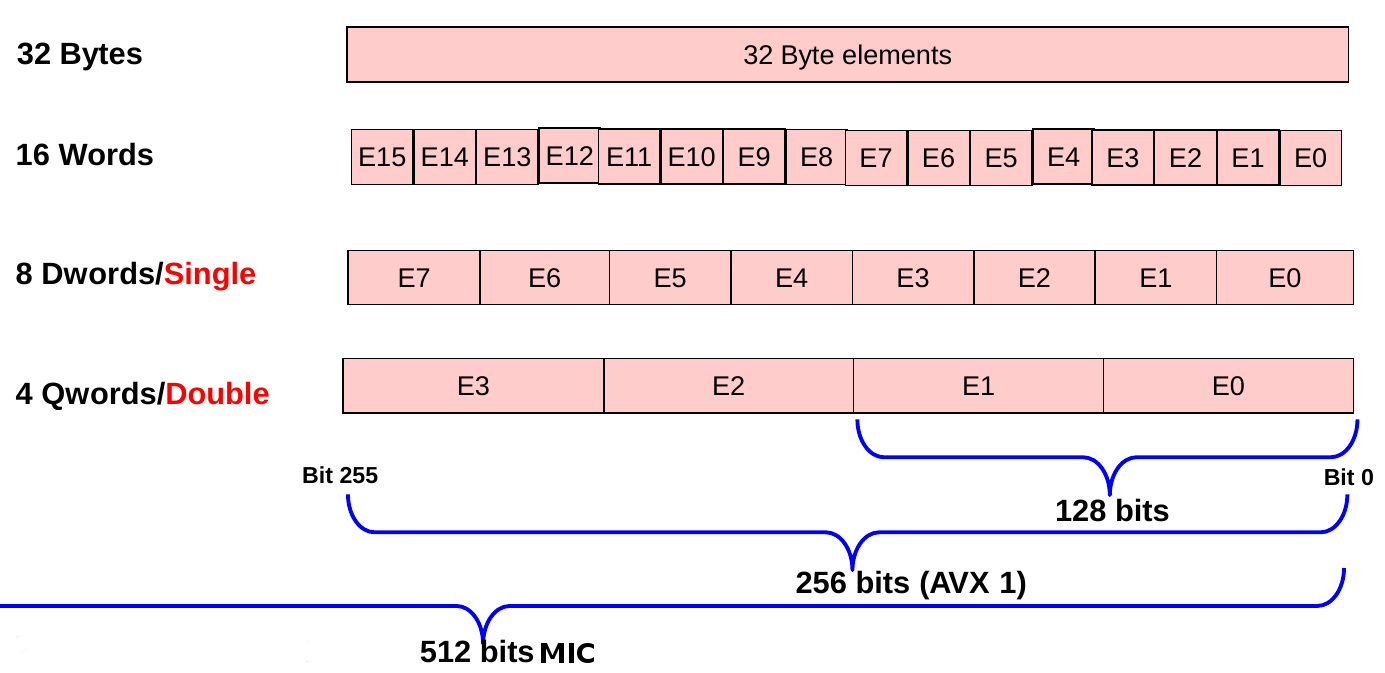 32 Bytes
32 Byte elements
16 Words
E15 E14 E13 E12 E11 E10 E9 E8 E7 E6 E5 E4 E3 E2 E1 E0
8 Dwords/Single
E7 E6 E5 E4 E3 E2 E1 E0
4 Qwords/Double
E3 E2 E1 E0
Bit 255
Bit 0
128 bits
256 bits (AVX 1)
512 bits MIC